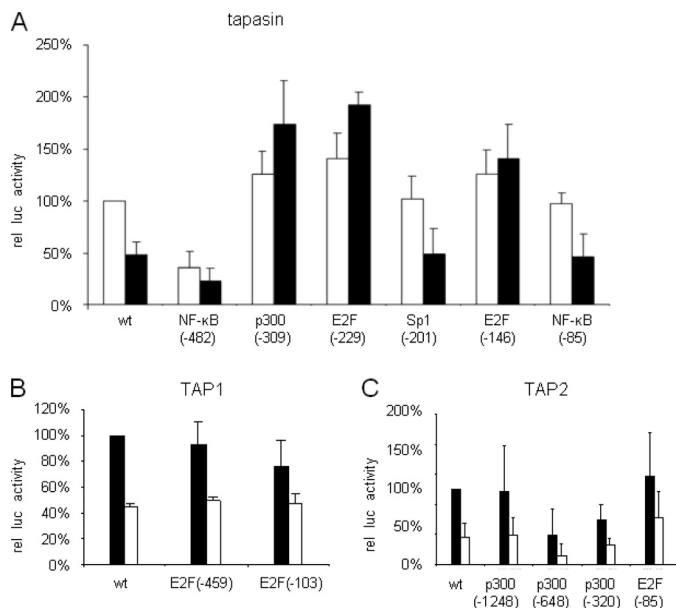 A
tapasin
rel luc activity
250%
200%
150%
100%
50%
0%
wt NF-κB p300 E2F Sp1 E2F NF-κB
(-482) (-309) (-229) (-201) (-146) (-85)
B
TAP1
rel luc activity
120%
100%
80%
60%
40%
20%
0%
wt E2F(-459) E2F(-103)
C
TAP2
rel luc activity
200%
100%
50%
0%
wt p300 p300 p300 E2F
(-1248) (-648) (-320) (-85)